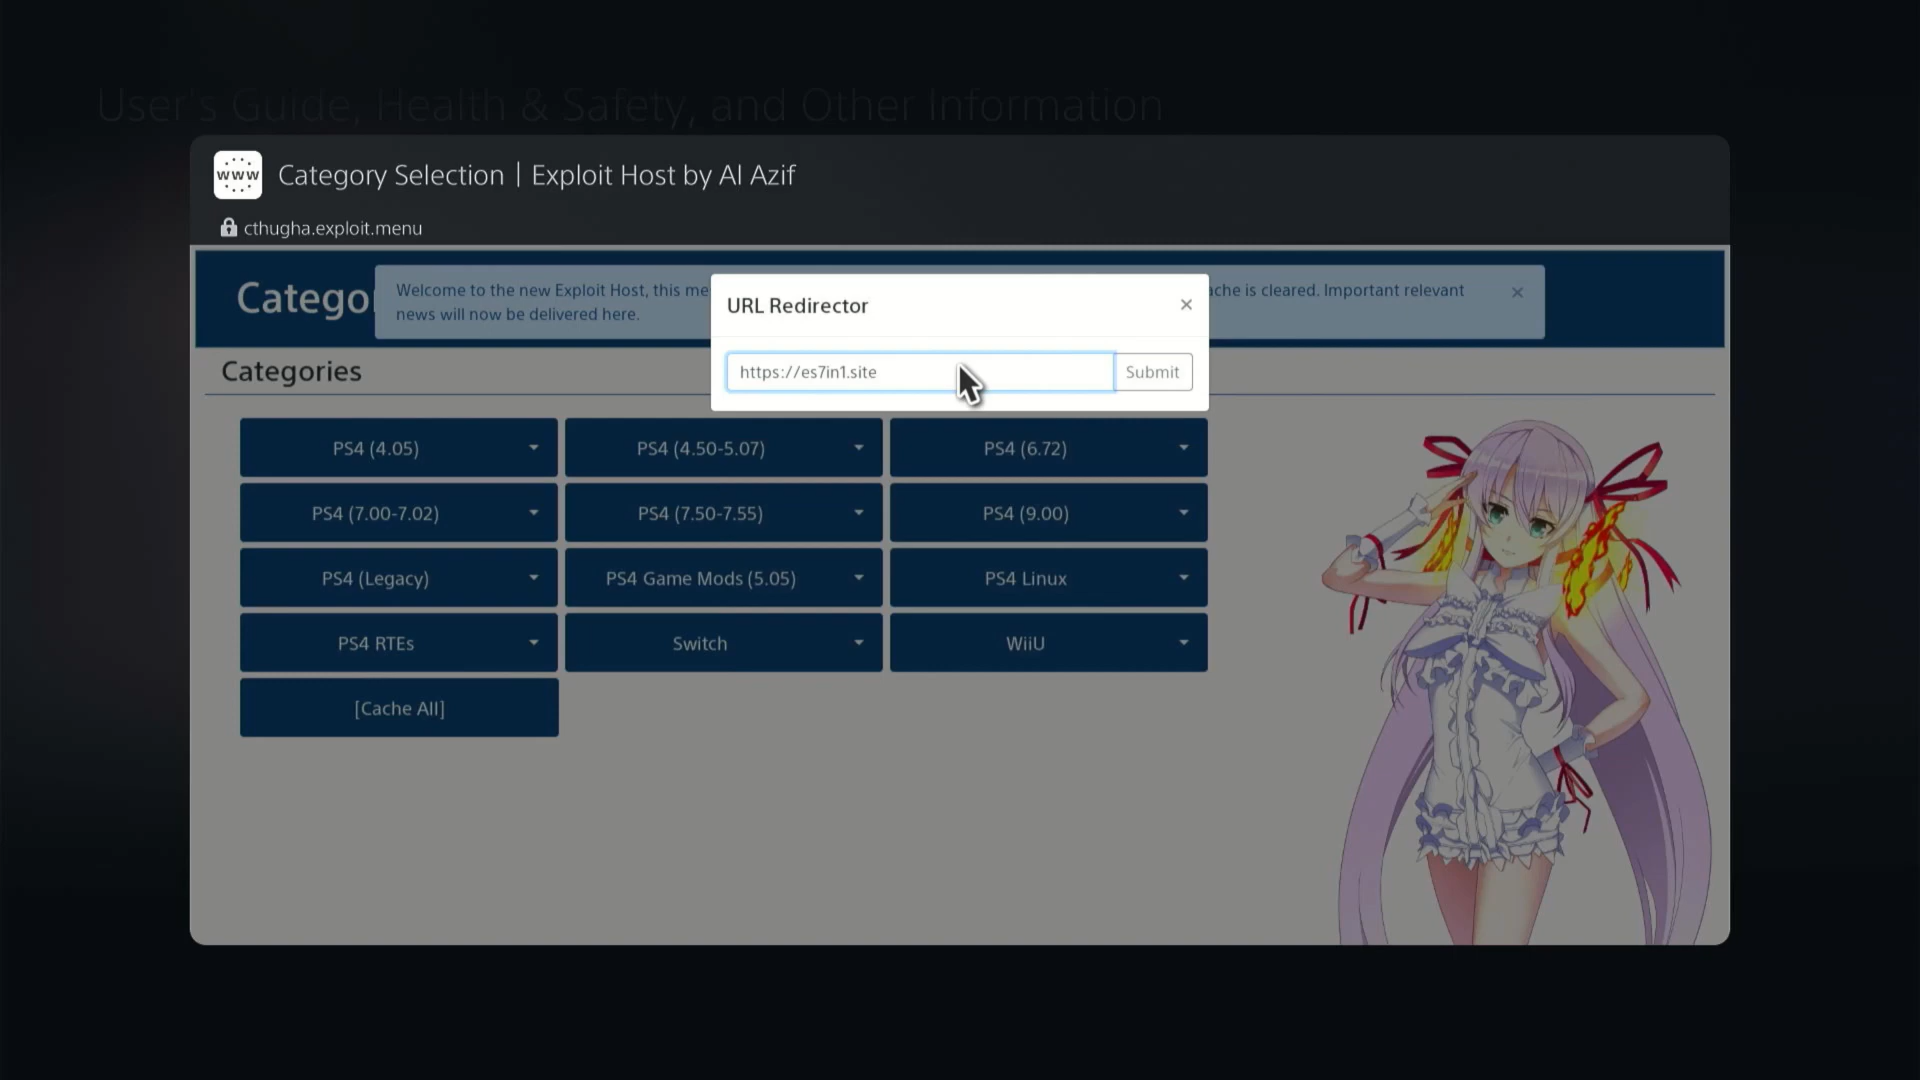 User's Guide, Health & Safety, and Other Information
www
Category Selection | Exploit Host by Al Azif
cthugha.exploit.menu
Catego
Welcome to the new Exploit Host, this me
ache is cleared. Important relevant
news will now be delivered here.
×
URL Redirector
×
https://es7in1.site
Submit
Categories
PS4 (4.05)
PS4 (4.50-5.07)
PS4 (6.72)
PS4 (7.00-7.02)
PS4 (7.50-7.55)
PS4 (9.00)
PS4 (Legacy)
PS4 Game Mods (5.05)
PS4 Linux
PS4 RTEs
Switch
WiiU
[Cache All]